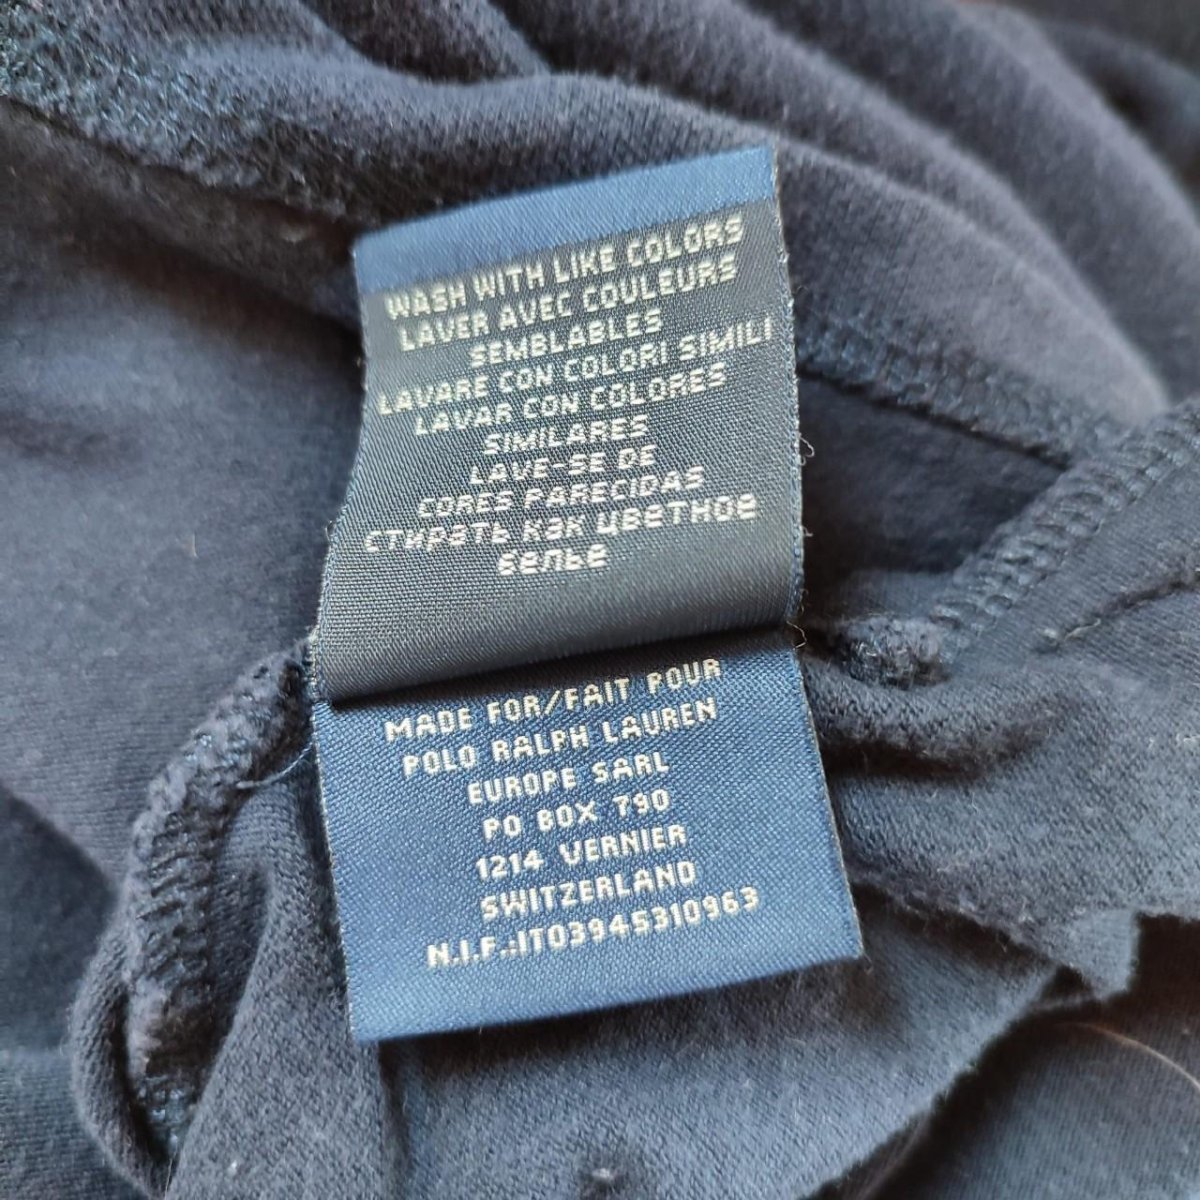 WASH WITH LIKE COLORS
LAVER AVEC COULEURS
SEMBLABLES
LAVARE CON COLORI SIMILI
LAVAR CON COLORES
SIMILARES
LAVE-SE DE
CORES PARECIDAS
стирать как цветное
белье
MADE FOR/FAIT POUR
POLO RALPH LAUREN
EUROPE SARL
PO BOX 790
1214 VERNIER
SWITZERLAND
N.I.F.:IT03945310963